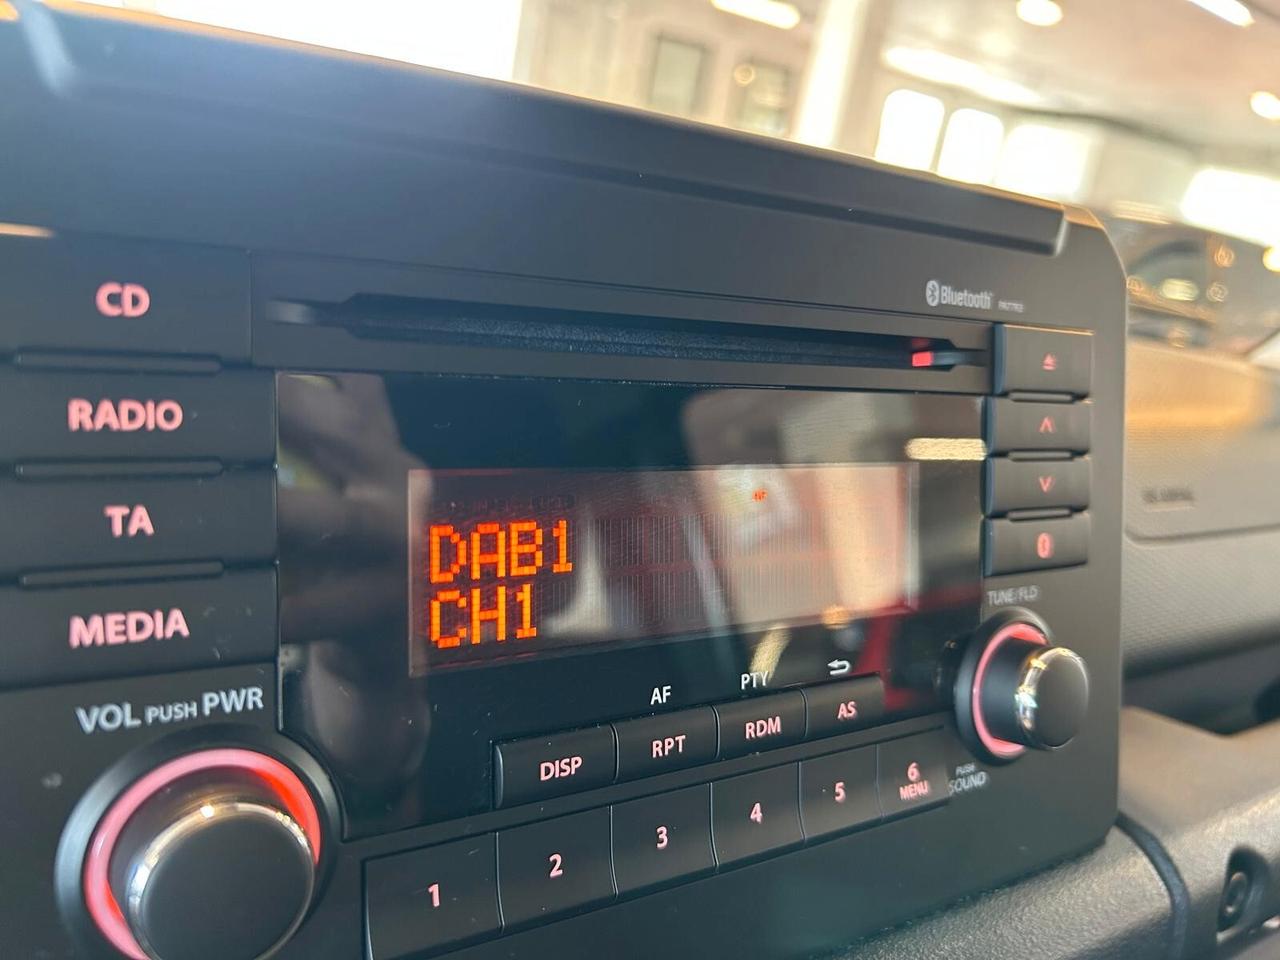 Bluetooth
CD
RADIO
TA
MEDIA
DAB1
CH1
AF
PTY
DISP
RPT
RDM
AS
TUNE/FLD
VOL PUSH PWR
PUSH
SOUND
1
2
3
4
5
6
MENU